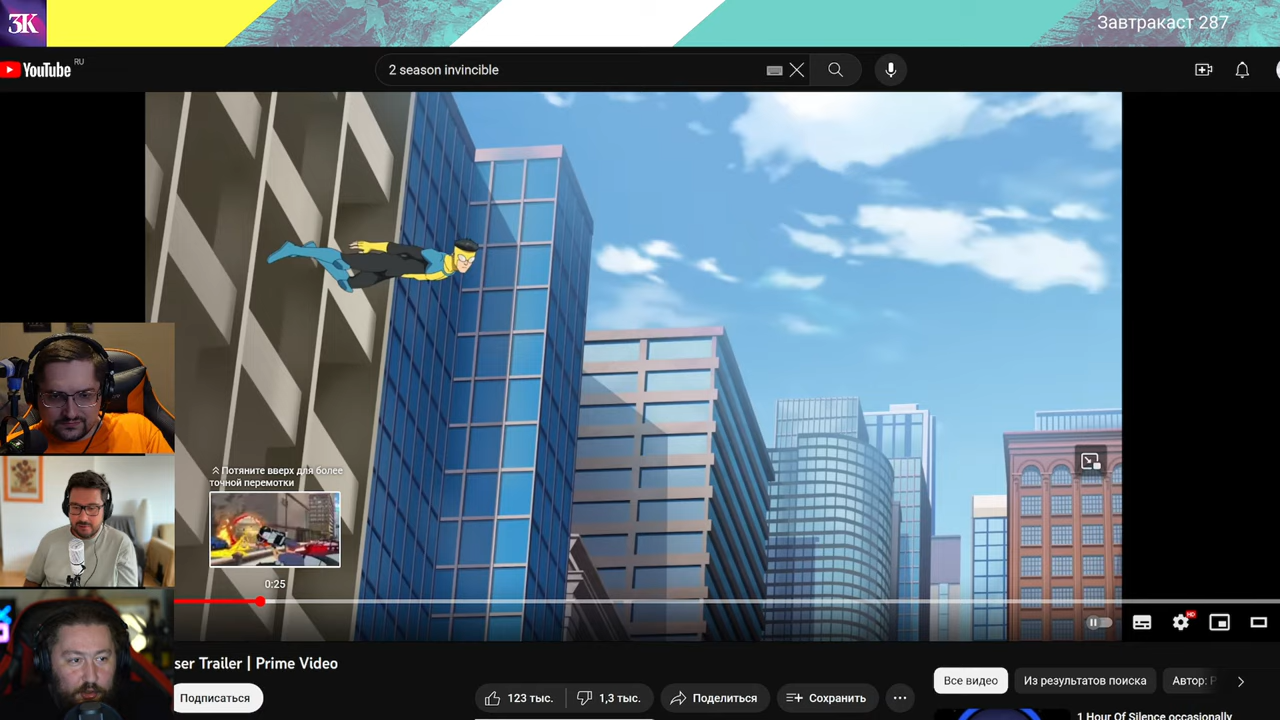 3K
Завтракаст 287
YouTube RU
2 season invincible
Потяните вверх для более
точной перемотки
0:25
HD
ser Trailer | Prime Video
Подписаться
123 тыс.
1,3 тыс.
Поделиться
Сохранить
Все видео
Из результатов поиска
Автор: P
1 Hour Of Silence occasionally